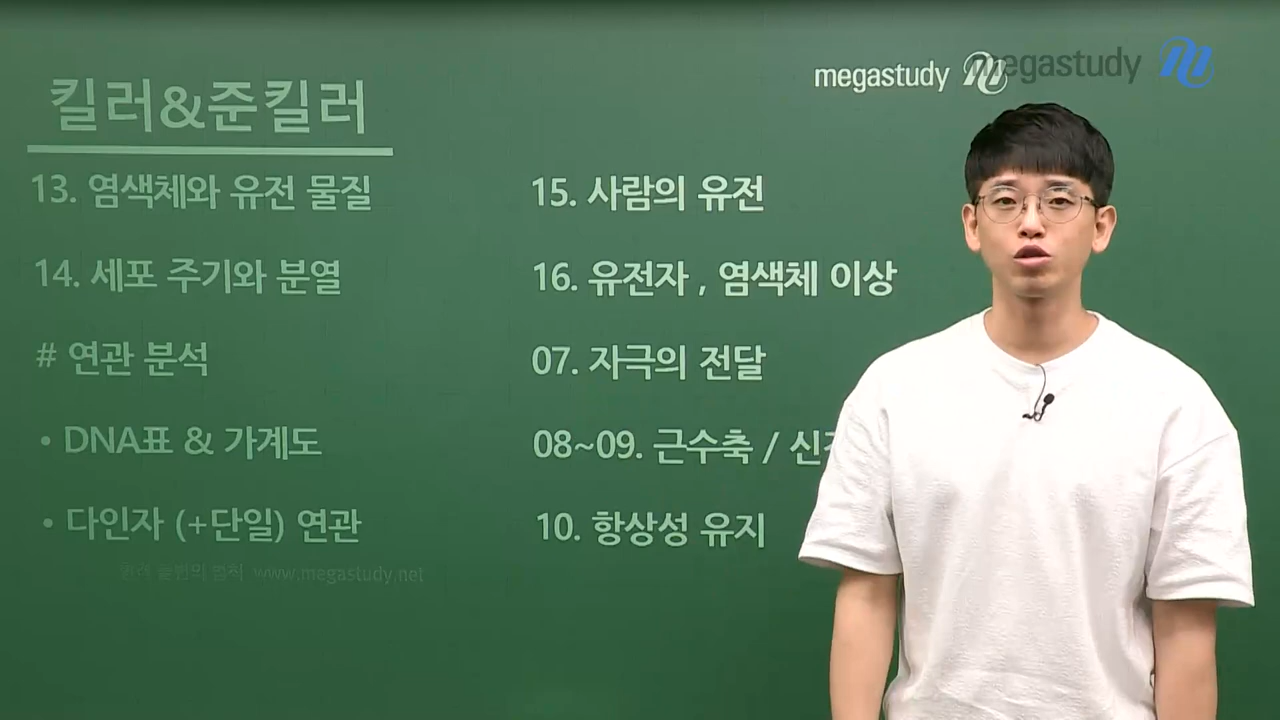 megastudy
megastudy
킬러&준킬러
13. 염색체와 유전 물질
14. 세포 주기와 분열
# 연관 분석
• DNA표 & 가계도
• 다인자 (+단일) 연관
www.megastudy.net
15. 사람의 유전
16. 유전자 , 염색체 이상
07. 자극의 전달
08~09. 근수축 /
10. 항상성 유지